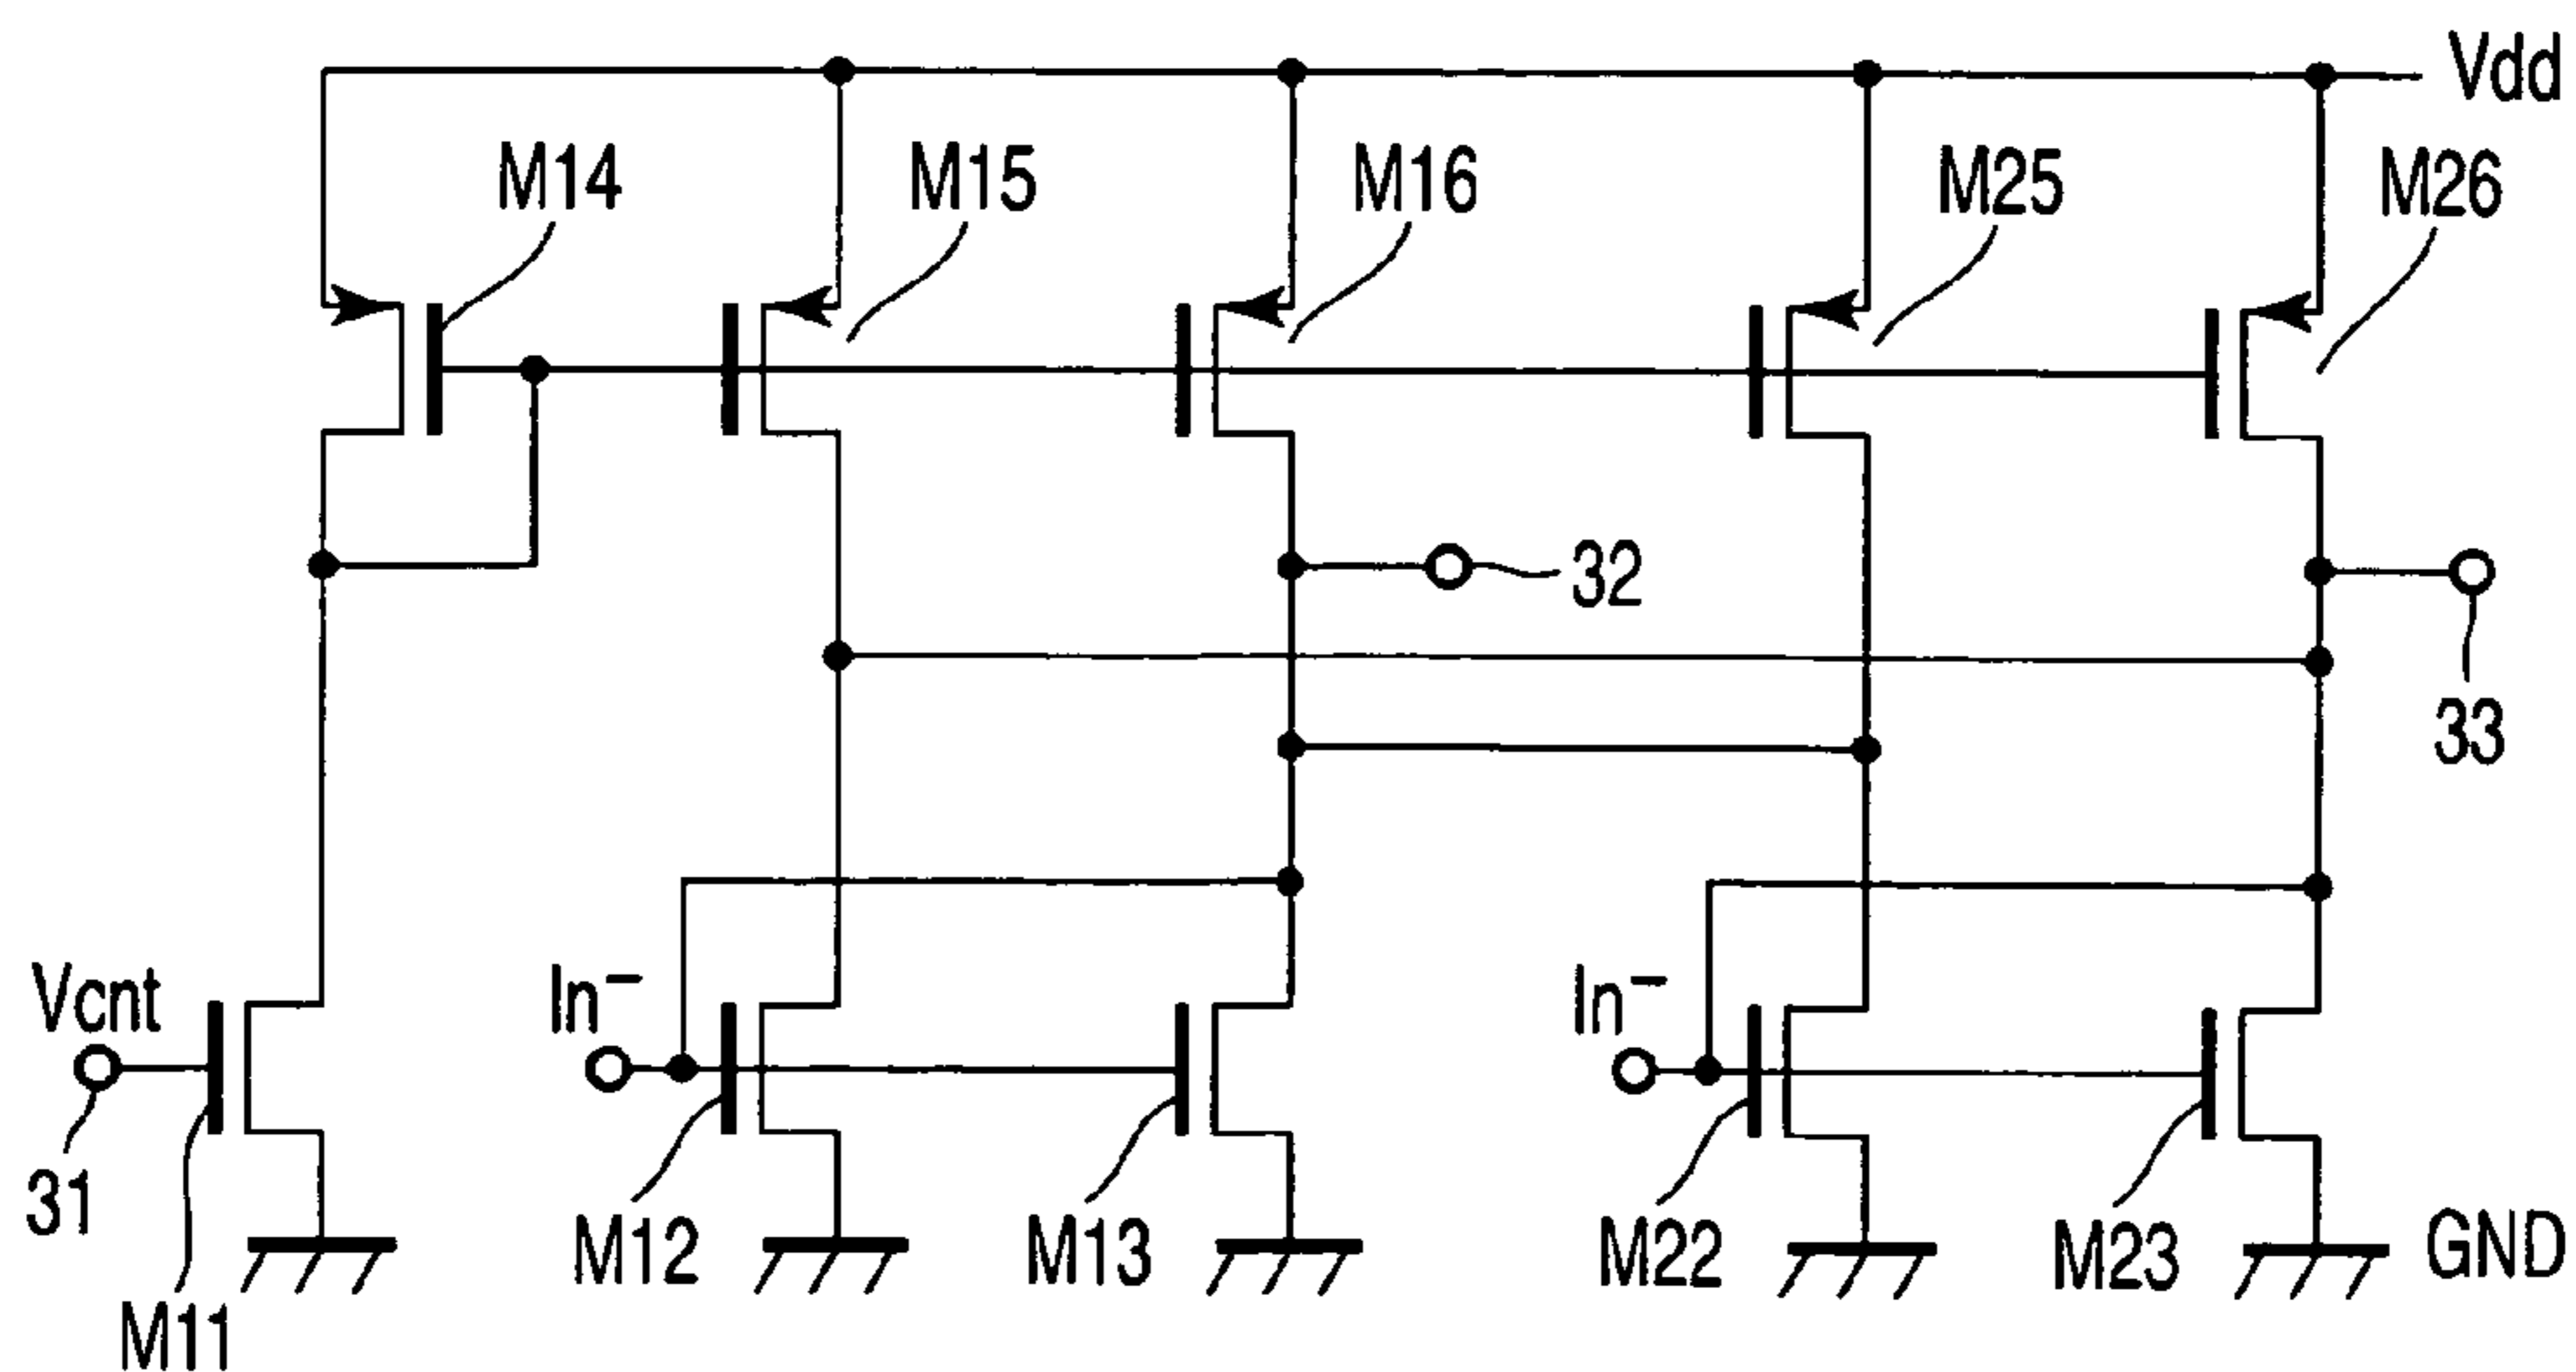 Vdd
M14
M15
M16
M25
M26
32
33
Vcnt
In⁻
In⁻
31
M11
M12
M13
M22
M23
GND